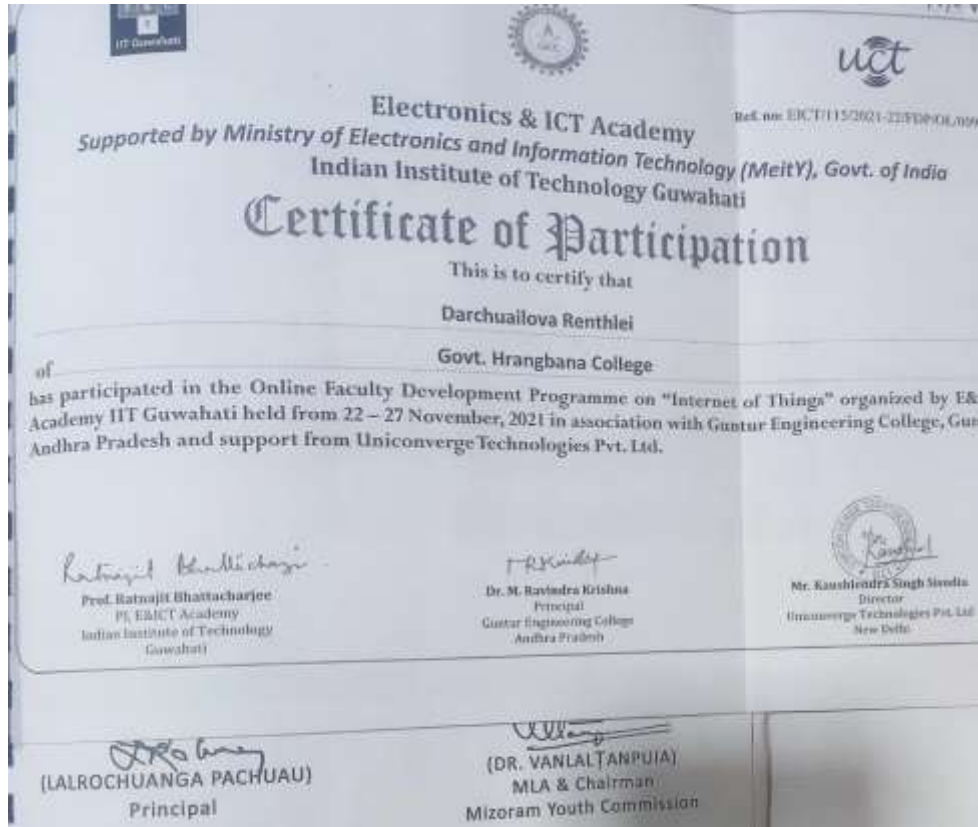 IIT Guwahati
uct
Electronics & ICT Academy
Ref. no: EICT/115/2021-22/FDP/OL/
Supported by Ministry of Electronics and Information Technology (MeitY), Govt. of India
Indian Institute of Technology Guwahati
Certificate of Participation
This is to certify that
Darchuailova Renthlei
of Govt. Hrangbana College
has participated in the Online Faculty Development Programme on "Internet of Things" organized by E&
Academy IIT Guwahati held from 22 – 27 November, 2021 in association with Guntur Engineering College, Gun
Andhra Pradesh and support from Uniconverge Technologies Pvt. Ltd.
Prof. Ratnajit Bhattacharjee
PI, E&ICT Academy
Indian Institute of Technology
Guwahati
Dr. M. Ravindra Krishna
Principal
Guntur Engineering College
Andhra Pradesh
Mr. Kaushlendra Singh Sisodia
Director
Uniconverge Technologies Pvt. Ltd
New Delhi
(LALROCHUANGA PACHUAU)
Principal
(DR. VANLALTANPUIA)
MLA & Chairman
Mizoram Youth Commission